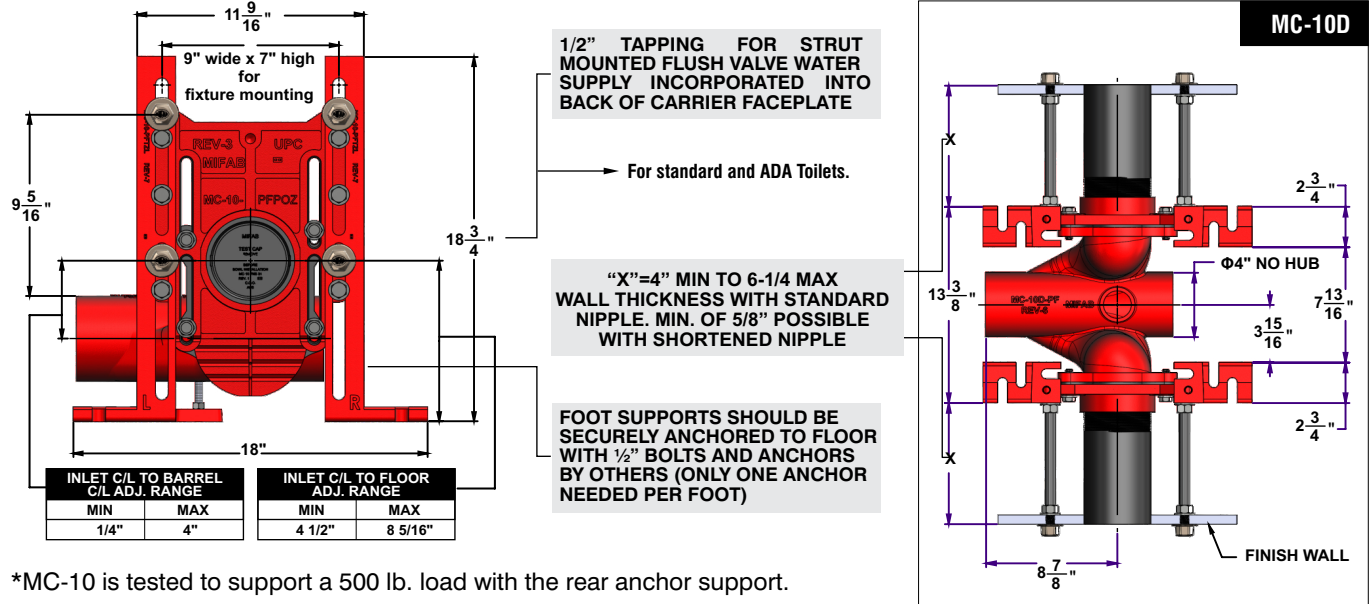 11 9/16"
9" wide x 7" high
for
fixture mounting
9 5/16"
18 3/4"
18"
REV-3 UPC
MIFAB
MC-10- PFPOZ
REV-7
MIFAB
TEST CAP
L
R
INLET C/L TO BARREL
C/L ADJ. RANGE
MIN MAX
1/4" 4"
INLET C/L TO FLOOR
ADJ. RANGE
MIN MAX
4 1/2" 8 5/16"
1/2” TAPPING FOR STRUT
MOUNTED FLUSH VALVE WATER
SUPPLY INCORPORATED INTO
BACK OF CARRIER FACEPLATE
For standard and ADA Toilets.
“X”=4” MIN TO 6-1/4 MAX
WALL THICKNESS WITH STANDARD
NIPPLE. MIN. OF 5/8” POSSIBLE
WITH SHORTENED NIPPLE
FOOT SUPPORTS SHOULD BE
SECURELY ANCHORED TO FLOOR
WITH ½” BOLTS AND ANCHORS
BY OTHERS (ONLY ONE ANCHOR
NEEDED PER FOOT)
*MC-10 is tested to support a 500 lb. load with the rear anchor support.
MC-10D
X
2 3/4"
Φ4" NO HUB
13 3/8"
7 13/16"
3 15/16"
MC-10D-PF MIFAB
REV-6
2 3/4"
X
FINISH WALL
8 7/8"